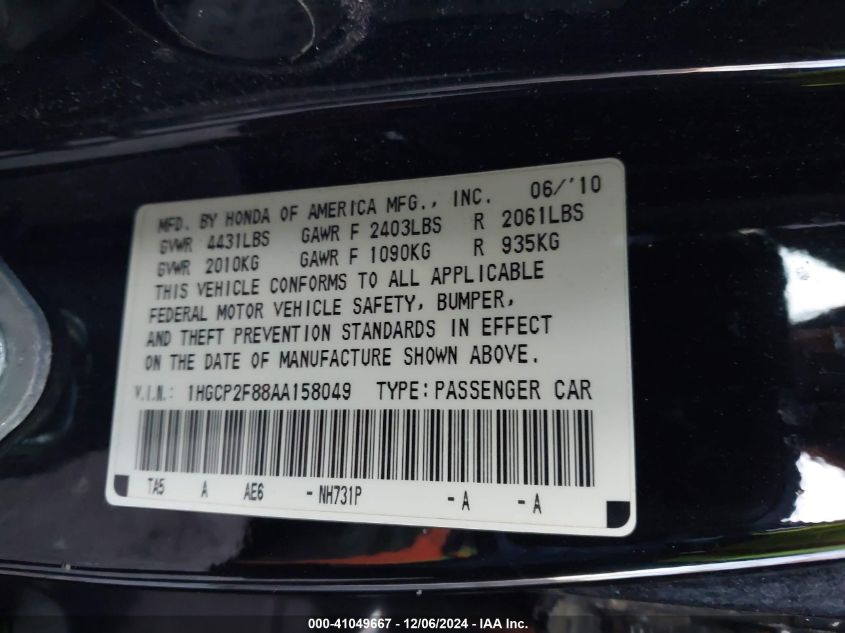 MFD. BY HONDA OF AMERICA MFG., INC. 06/'10
GVWR 4431LBS GAWR F 2403LBS R 2061LBS
GVWR 2010KG GAWR F 1090KG R 935KG
THIS VEHICLE CONFORMS TO ALL APPLICABLE
FEDERAL MOTOR VEHICLE SAFETY, BUMPER,
AND THEFT PREVENTION STANDARDS IN EFFECT
ON THE DATE OF MANUFACTURE SHOWN ABOVE.
V.I.N.: 1HGCP2F88AA158049 TYPE:PASSENGER CAR
TA5 A AE6 -NH731P -A -A
000-41049667 - 12/06/2024 - IAA Inc.